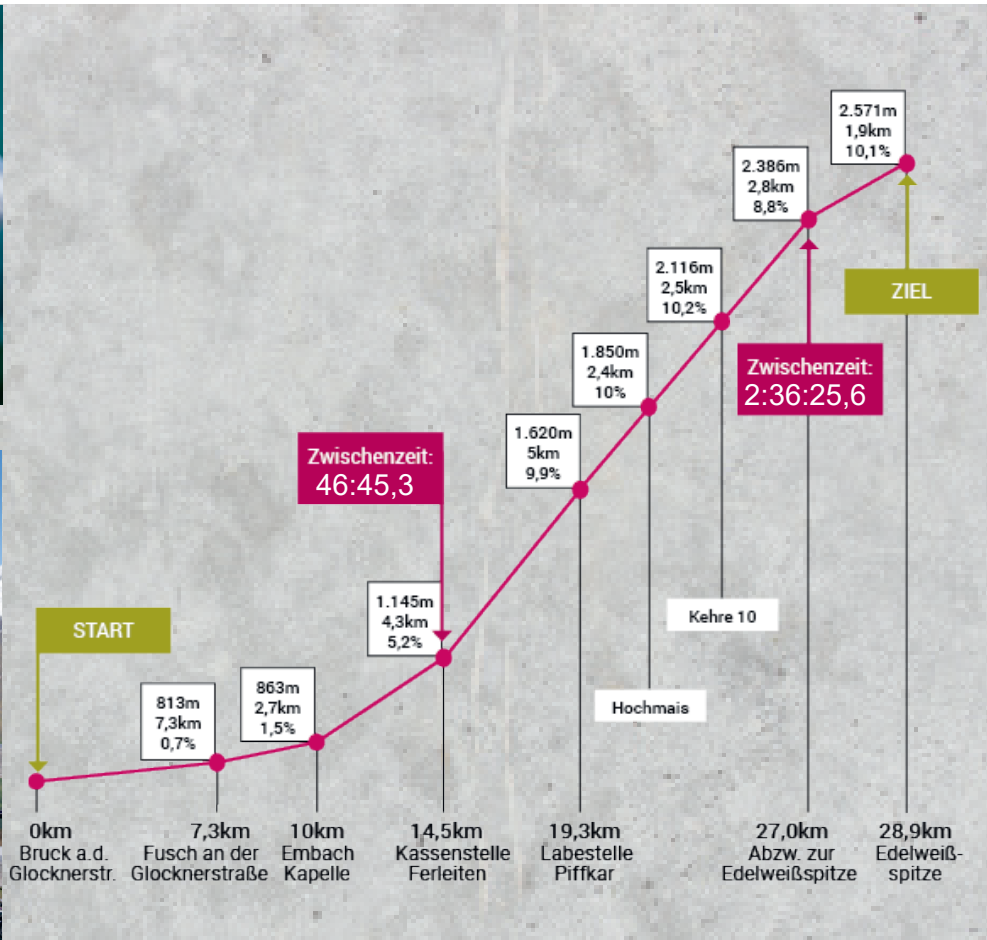 2.571m
1,9km
10,1%
2.386m
2,8km
8,8%
ZIEL
2.116m
2,5km
10,2%
Zwischenzeit:
2:36:25,6
1.850m
2,4km
10%
1.620m
5km
9,9%
Zwischenzeit:
46:45,3
1.145m
4,3km
5,2%
START
Kehre 10
863m
2,7km
1,5%
813m
7,3km
0,7%
Hochmais
0km
Bruck a.d.
Glocknerstr.
7,3km
Fusch an der
Glocknerstraße
10km
Embach
Kapelle
14,5km
Kassenstelle
Ferleiten
19,3km
Labestelle
Piffkar
27,0km
Abzw. zur
Edelweißspitze
28,9km
Edelweiß-
spitze